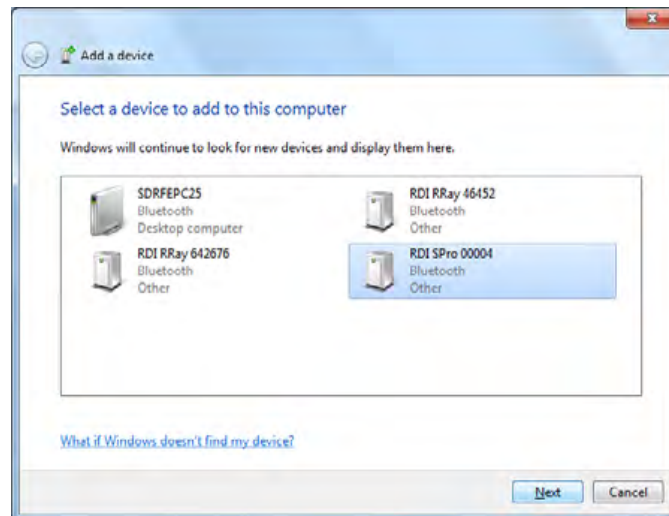 Add a device
Select a device to add to this computer
Windows will continue to look for new devices and display them here.
SDRFEPC25
Bluetooth
Desktop computer
RDI RRay 46452
Bluetooth
Other
RDI RRay 642676
Bluetooth
Other
RDI SPro 00004
Bluetooth
Other
What if Windows doesn't find my device?
Next
Cancel